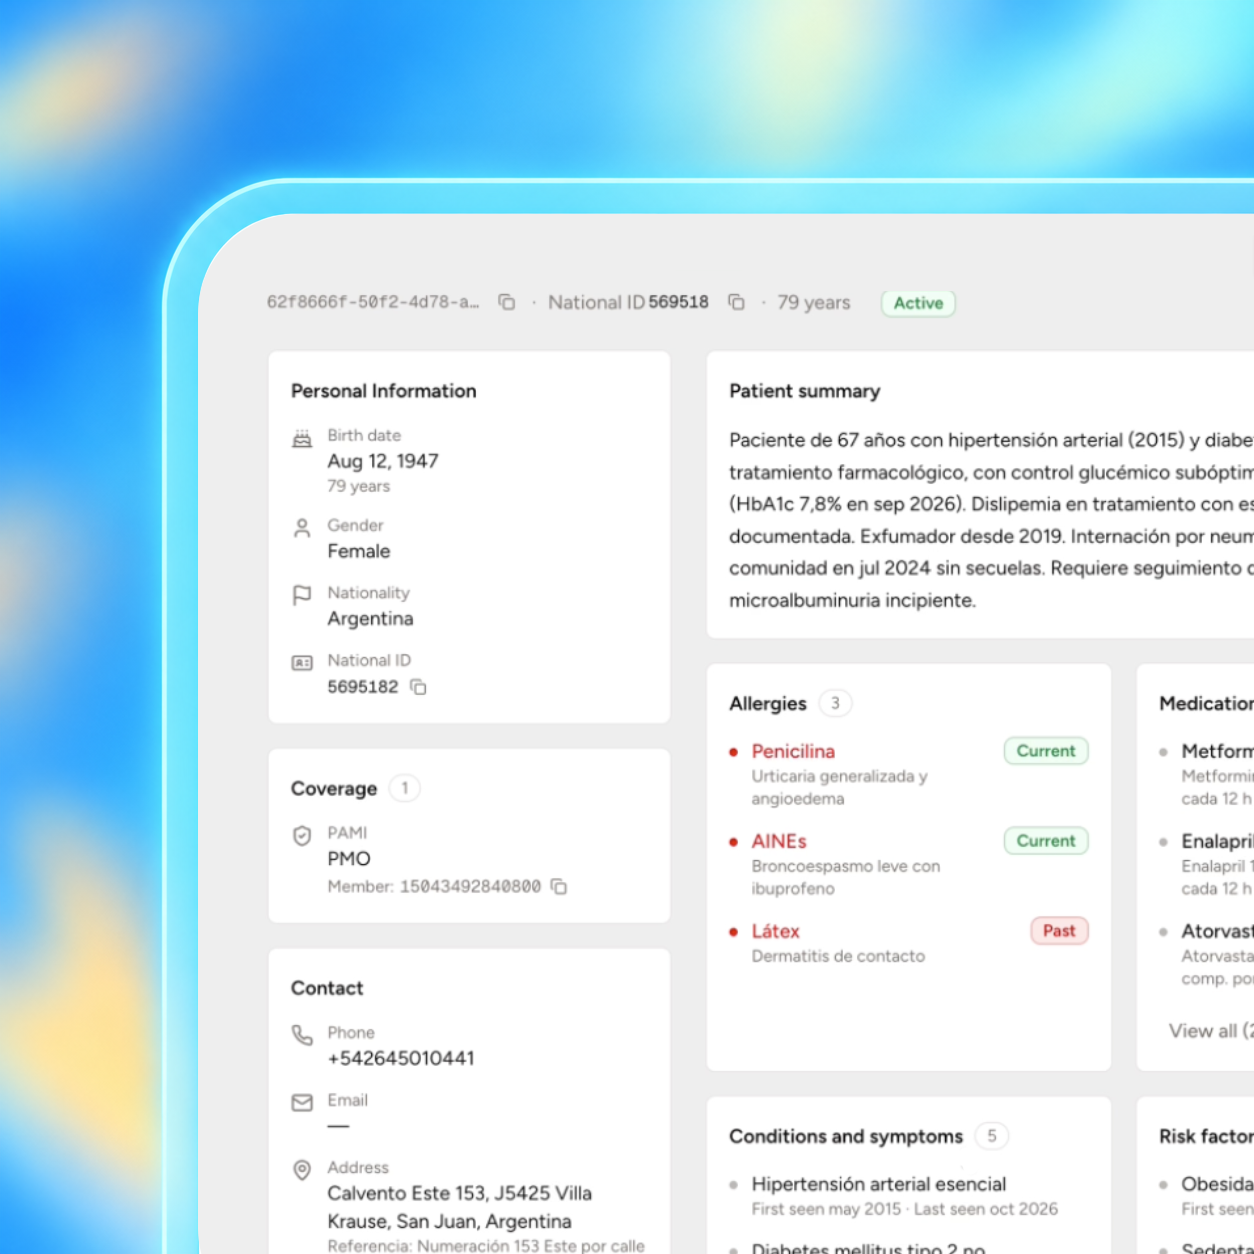 62f8666f-50f2-4d78-a… · National ID 569518 · 79 years Active
Personal Information
Birth date
Aug 12, 1947
79 years
Gender
Female
Nationality
Argentina
National ID
5695182
Coverage 1
PAMI
PMO
Member: 15043492840800
Contact
Phone
+542645010441
Email
—
Address
Calvento Este 153, J5425 Villa
Krause, San Juan, Argentina
Referencia: Numeración 153 Este por calle
Patient summary
Paciente de 67 años con hipertensión arterial (2015) y diabe
tratamiento farmacológico, con control glucémico subóptim
(HbA1c 7,8% en sep 2026). Dislipemia en tratamiento con es
documentada. Exfumador desde 2019. Internación por neum
comunidad en jul 2024 sin secuelas. Requiere seguimiento
microalbuminuria incipiente.
Allergies 3
Penicilina Current
Urticaria generalizada y
angioedema
AINEs Current
Broncoespasmo leve con
ibuprofeno
Látex Past
Dermatitis de contacto
Medication
Metform
Metformin
cada 12 h
Enalapril
Enalapril 1
cada 12 h
Atorvast
Atorvasta
comp. po
View all (2
Conditions and symptoms 5
Hipertensión arterial esencial
First seen may 2015 · Last seen oct 2026
Diabetes mellitus tipo 2 no
Risk factor
Obesida
First seen
Sedenta